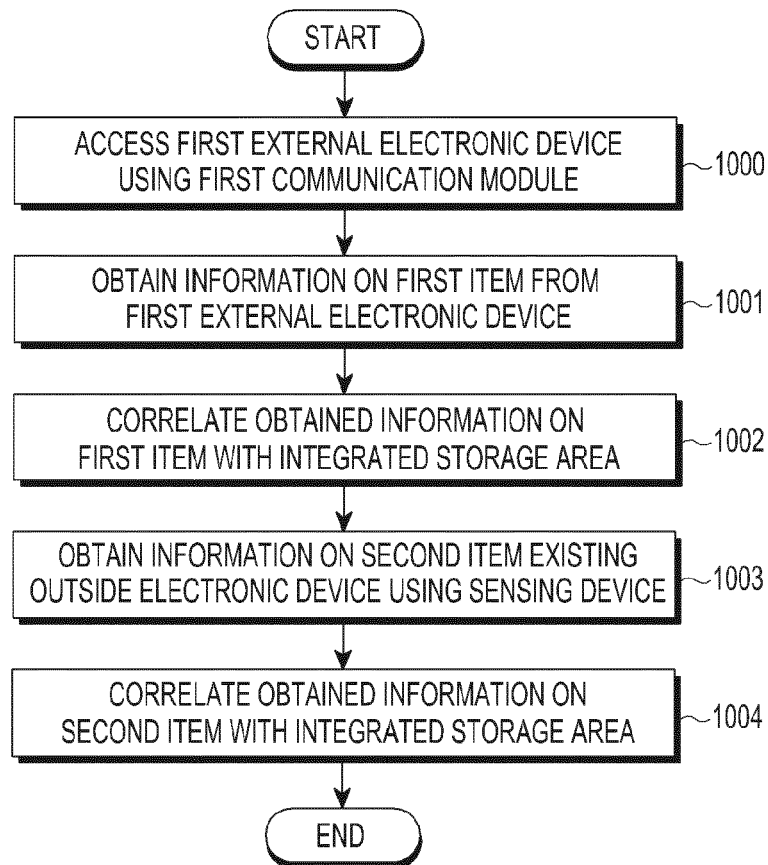 START
ACCESS FIRST EXTERNAL ELECTRONIC DEVICE
USING FIRST COMMUNICATION MODULE
1000
OBTAIN INFORMATION ON FIRST ITEM FROM
FIRST EXTERNAL ELECTRONIC DEVICE
1001
CORRELATE OBTAINED INFORMATION ON
FIRST ITEM WITH INTEGRATED STORAGE AREA
1002
OBTAIN INFORMATION ON SECOND ITEM EXISTING
OUTSIDE ELECTRONIC DEVICE USING SENSING DEVICE
1003
CORRELATE OBTAINED INFORMATION ON
SECOND ITEM WITH INTEGRATED STORAGE AREA
1004
END